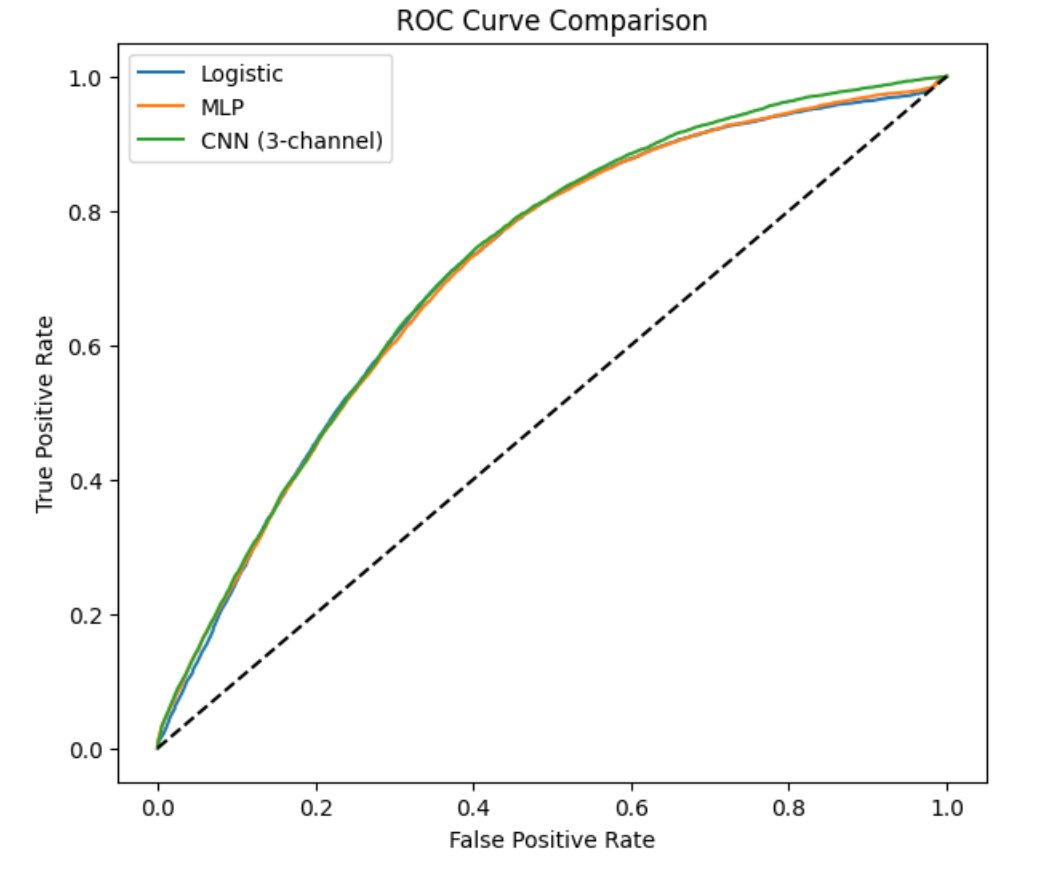 ROC Curve Comparison
Logistic
MLP
CNN (3-channel)
True Positive Rate
1.0
0.8
0.6
0.4
0.2
0.0
0.0 0.2 0.4 0.6 0.8 1.0
False Positive Rate